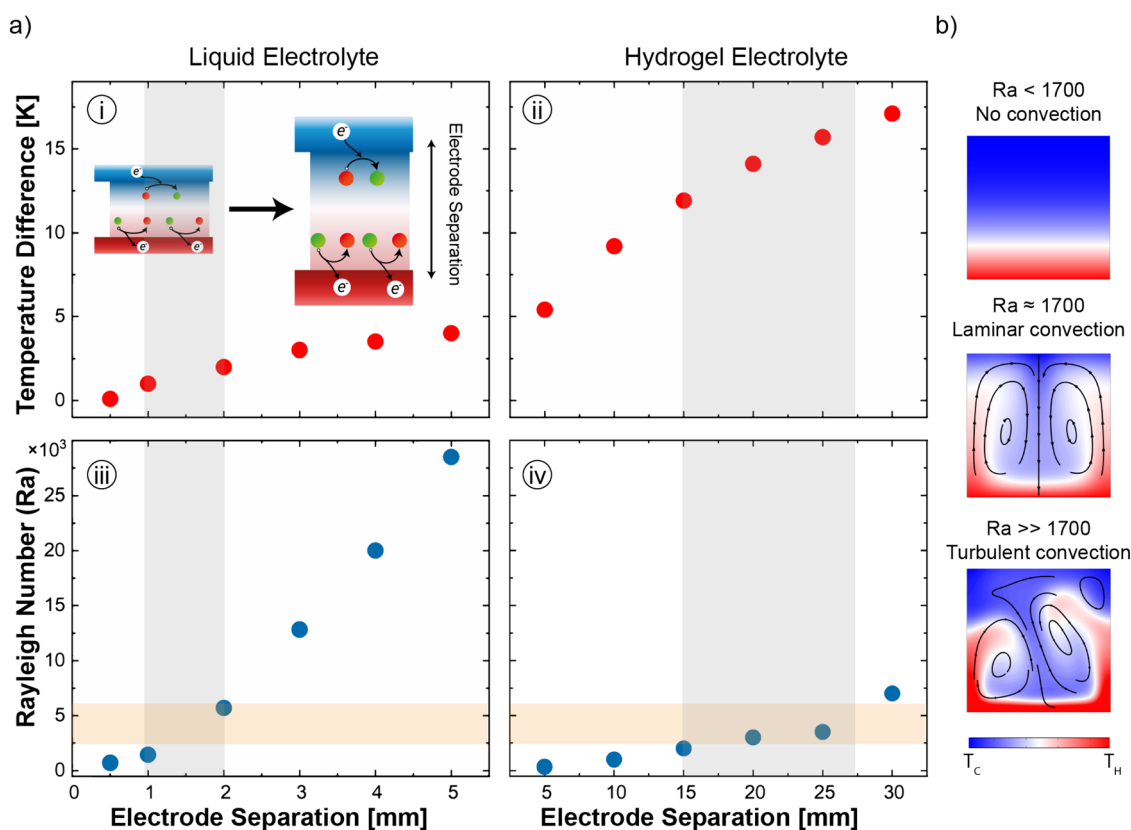 a)
b)
Liquid Electrolyte
Hydrogel Electrolyte
Temperature Difference [K]
15
10
5
0
i
e-
e-
e-
e-
e-
e-
Electrode Separation
ii
Rayleigh Number (Ra)
×10³
25
20
15
10
5
0
iii
iv
0 1 2 3 4 5
5 10 15 20 25 30
Electrode Separation [mm]
Electrode Separation [mm]
Ra < 1700
No convection
Ra ≈ 1700
Laminar convection
Ra >> 1700
Turbulent convection
T_C
T_H